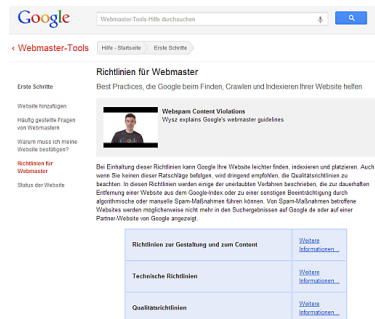 Google
Webmaster-Tools-Hilfe durchsuchen
‹ Webmaster-Tools
Hilfe - Startseite
Erste Schritte
Richtlinien für Webmaster
Best Practices, die Google beim Finden, Crawlen und Indexieren Ihrer Website helfen
Erste Schritte
Website hinzufügen
Häufig gestellte Fragen
von Webmastern
Warum muss ich meine
Website bestätigen?
Richtlinien für
Webmaster
Status der Website
Webspam Content Violations
Wysz explains Google's webmaster guidelines
Bei Einhaltung dieser Richtlinien kann Google Ihre Website leichter finden, indexieren und platzieren. Auch
wenn Sie keinen dieser Ratschläge befolgen, wird dringend empfohlen, die Qualitätsrichtlinien zu
beachten. In diesen Richtlinien werden einige der unerlaubten Verfahren beschrieben, die zur dauerhaften
Entfernung einer Website aus dem Google-Index oder zu einer sonstigen Beeinträchtigung durch
algorithmische oder manuelle Spam-Maßnahmen führen können. Von Spam-Maßnahmen betroffene
Websites werden möglicherweise nicht mehr in den Suchergebnissen auf Google.de oder auf einer
Partner-Website von Google angezeigt.
Richtlinien zur Gestaltung und zum Content
Weitere
Informationen...
Technische Richtlinien
Weitere
Informationen...
Qualitätsrichtlinien
Weitere
Informationen...